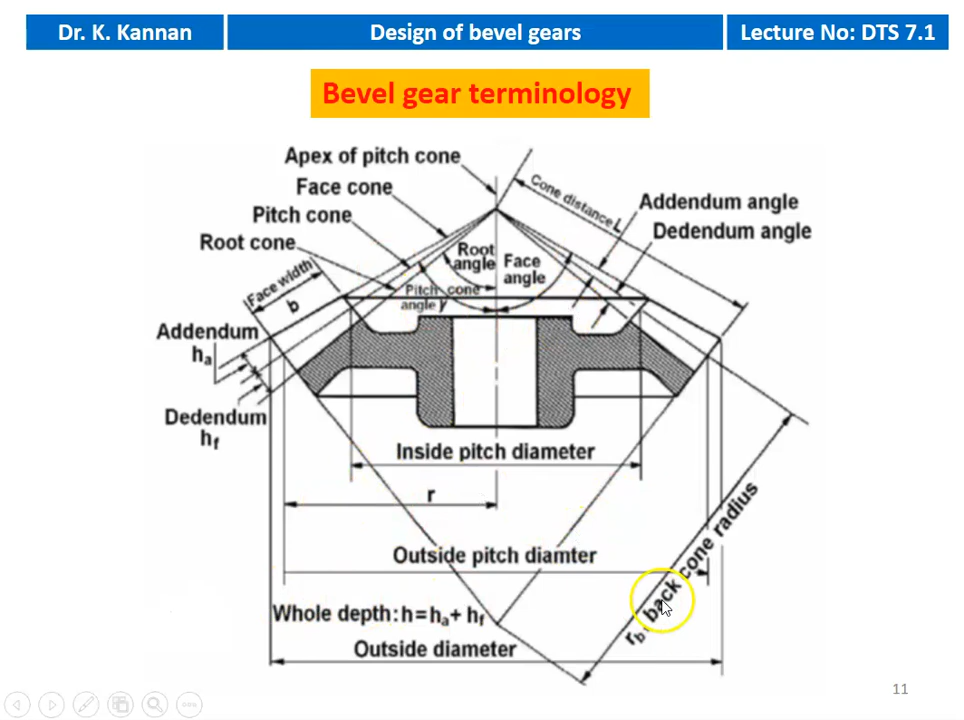 Dr. K. Kannan
Design of bevel gears
Lecture No: DTS 7.1
Bevel gear terminology
Apex of pitch cone
Face cone
Pitch cone
Root cone
Cone distance L
Addendum angle
Dedendum angle
Root
angle
Face
angle
Pitch cone
angle γ
Face width
b
Addendum
hₐ
Dedendum
h_f
Inside pitch diameter
r
Outside pitch diamter
r_b, back cone radius
Whole depth: h = hₐ + h_f
Outside diameter
11